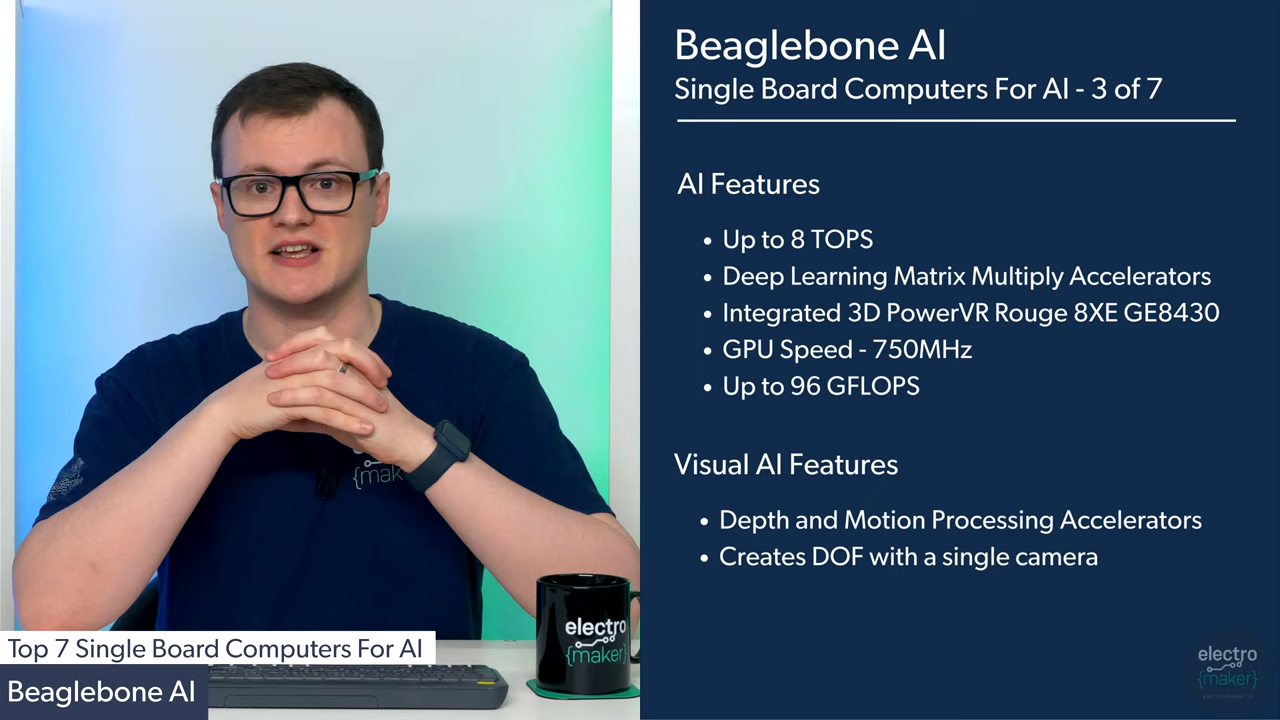 Beaglebone AI
Single Board Computers For AI - 3 of 7
AI Features
• Up to 8 TOPS
• Deep Learning Matrix Multiply Accelerators
• Integrated 3D PowerVR Rouge 8XE GE8430
• GPU Speed - 750MHz
• Up to 96 GFLOPS
Visual AI Features
• Depth and Motion Processing Accelerators
• Creates DOF with a single camera
{mak
electro
{maker}
Top 7 Single Board Computers For AI
Beaglebone AI
electro
{maker}